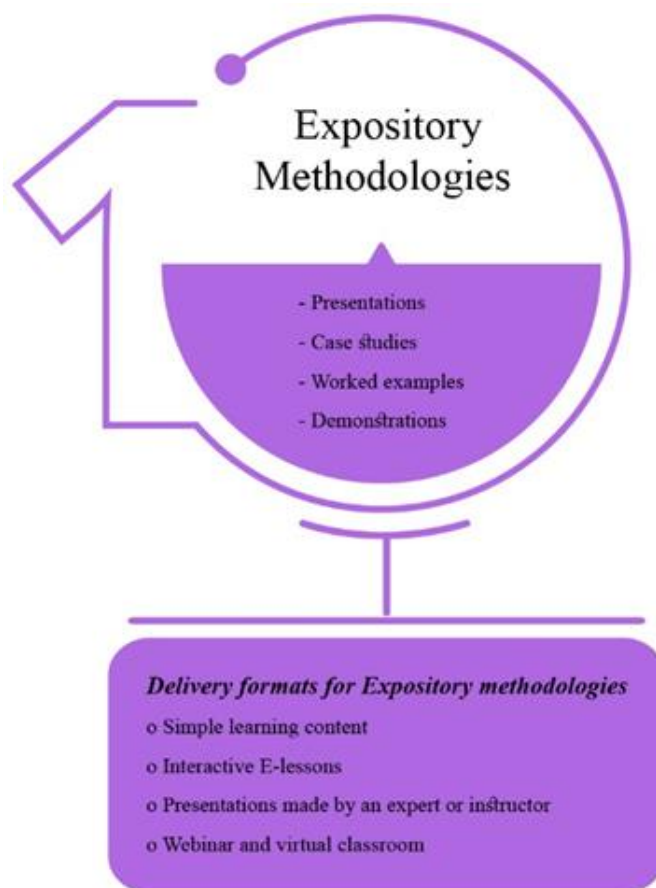 1
Expository
Methodologies
- Presentations
- Case studies
- Worked examples
- Demonstrations
Delivery formats for Expository methodologies
o Simple learning content
o Interactive E-lessons
o Presentations made by an expert or instructor
o Webinar and virtual classroom